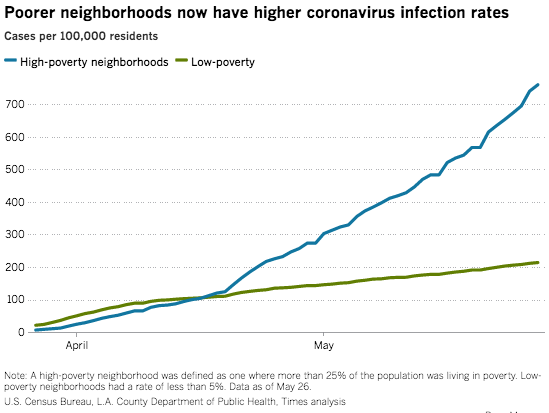 Poorer neighborhoods now have higher coronavirus infection rates
Cases per 100,000 residents
High-poverty neighborhoods Low-poverty
700
600
500
400
300
200
100
0
April May
Note: A high-poverty neighborhood was defined as one where more than 25% of the population was living in poverty. Low-
poverty neighborhoods had a rate of less than 5%. Data as of May 26.
U.S. Census Bureau, L.A. County Department of Public Health, Times analysis